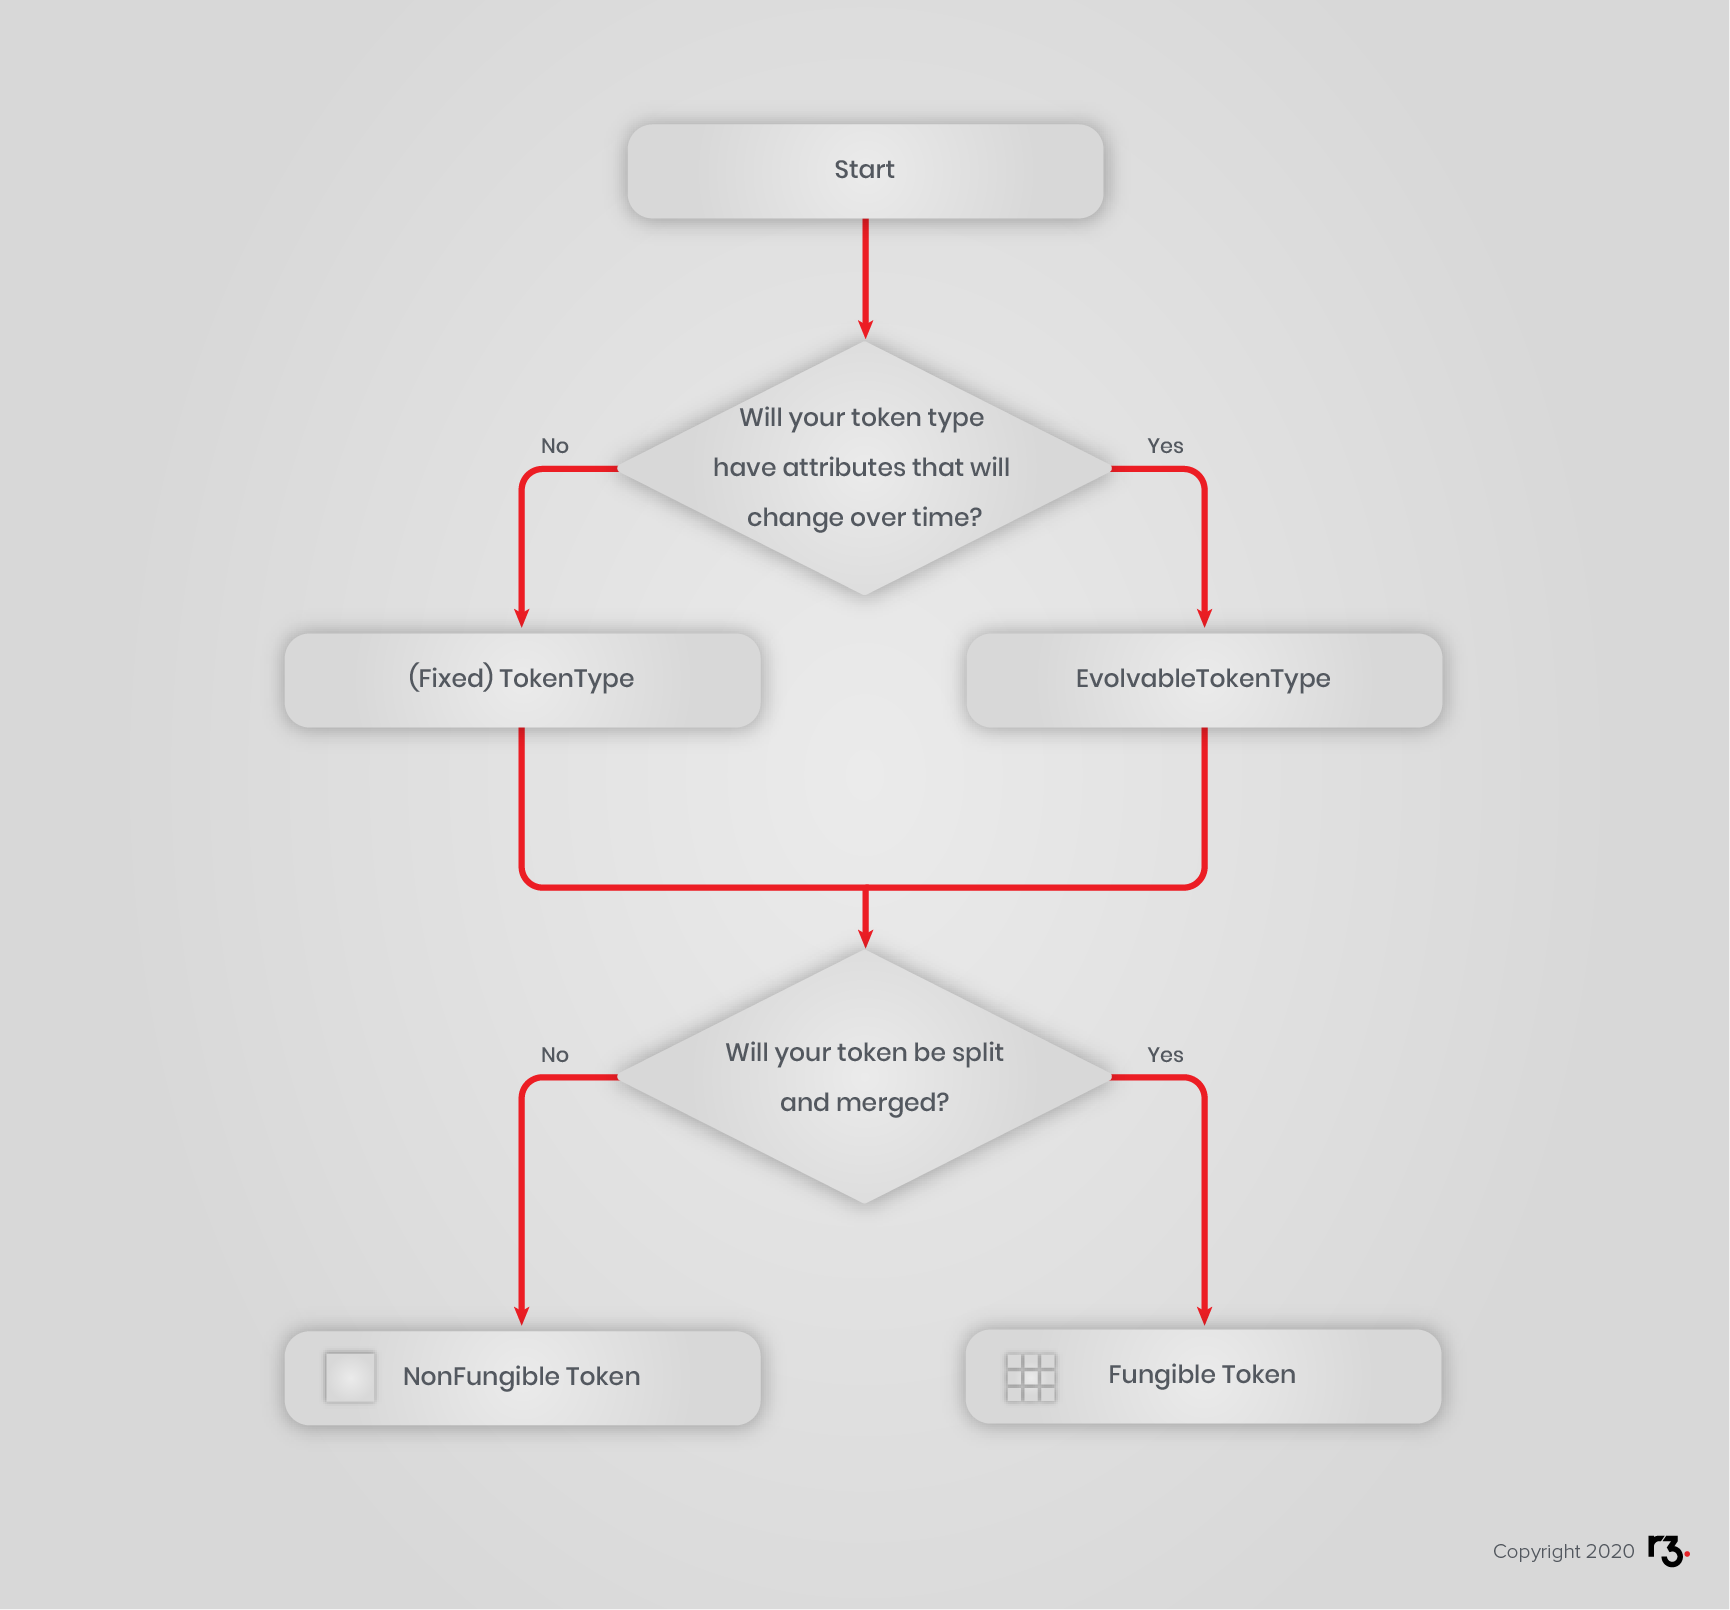 Start
Will your token type
have attributes that will
change over time?
No
Yes
(Fixed) TokenType
EvolvableTokenType
Will your token be split
and merged?
No
Yes
NonFungible Token
Fungible Token
Copyright 2020 r3.